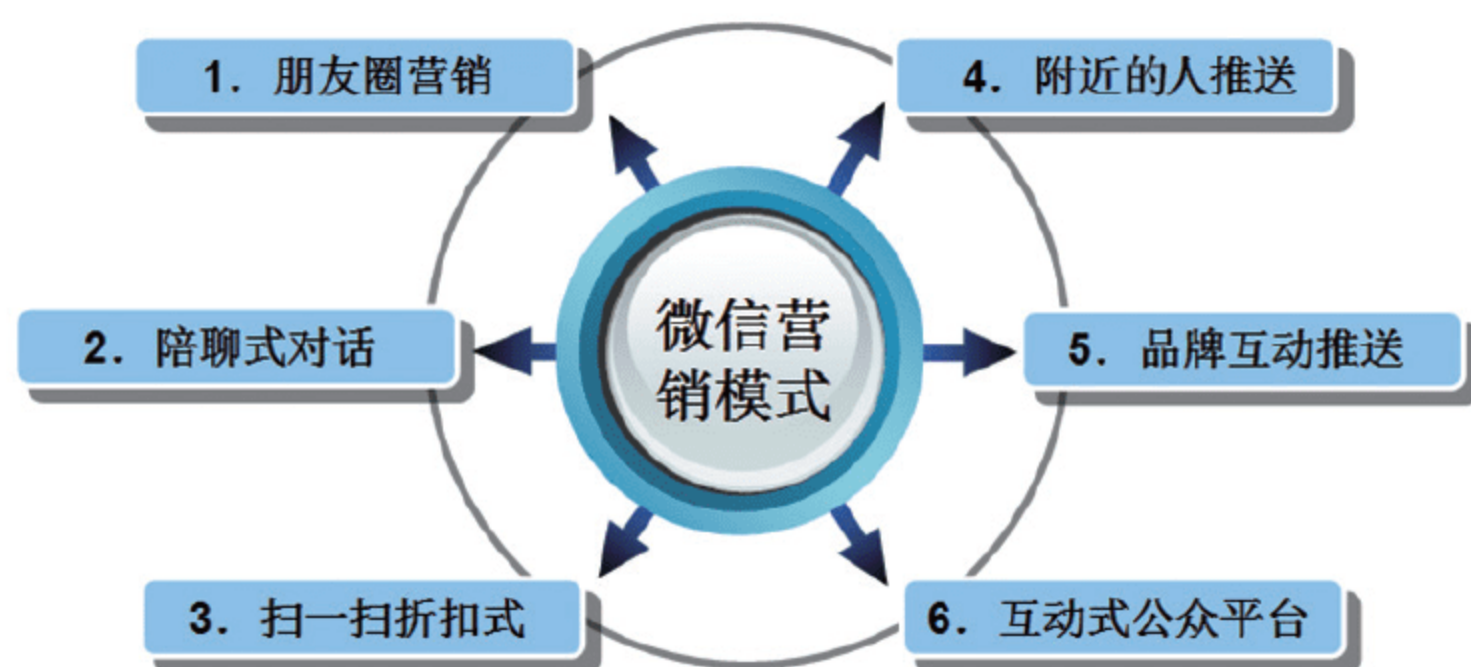 1. 朋友圈营销
2. 陪聊式对话
3. 扫一扫折扣式
微信营
销模式
4. 附近的人推送
5. 品牌互动推送
6. 互动式公众平台